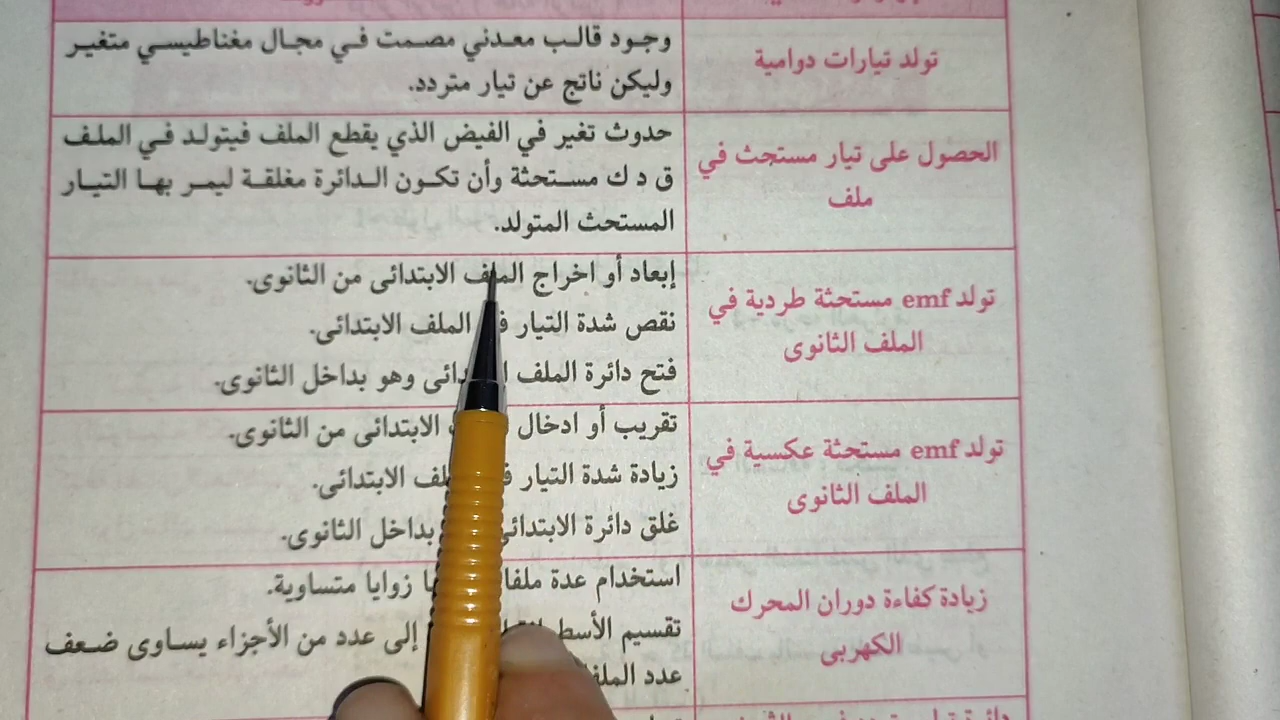 تولد تيارات دوامية
وجود قالب معدني مصمت في مجال مغناطيسي متغير
وليكن ناتج عن تيار متردد.
الحصول على تيار مستحث في
ملف
حدوث تغير في الفيض الذي يقطع الملف فيتولد في الملف
ق د ك مستحثة وأن تكون الدائرة مغلقة ليمر بها التيار
المستحث المتولد.
تولد emf مستحثة طردية في
الملف الثانوى
إبعاد أو اخراج الملف الابتدائى من الثانوى.
نقص شدة التيار الملف الابتدائى.
فتح دائرة الملف وهو بداخل الثانوى.
تولد emf مستحثة عكسية في
الملف الثانوى
تقريب أو ادخال الابتدائى من الثانوى.
زيادة شدة التيار الابتدائى.
غلق دائرة الابتدائى بداخل الثانوى.
زيادة كفاءة دوران المحرك
الكهربى
استخدام عدة زوايا متساوية.
تقسيم إلى عدد من الأجزاء يساوى ضعف
عدد